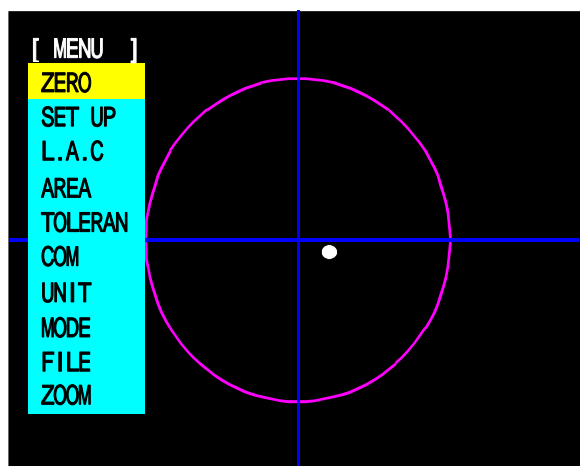 [ MENU ]
ZERO
SET UP
L.A.C
AREA
TOLERAN
COM
UNIT
MODE
FILE
ZOOM